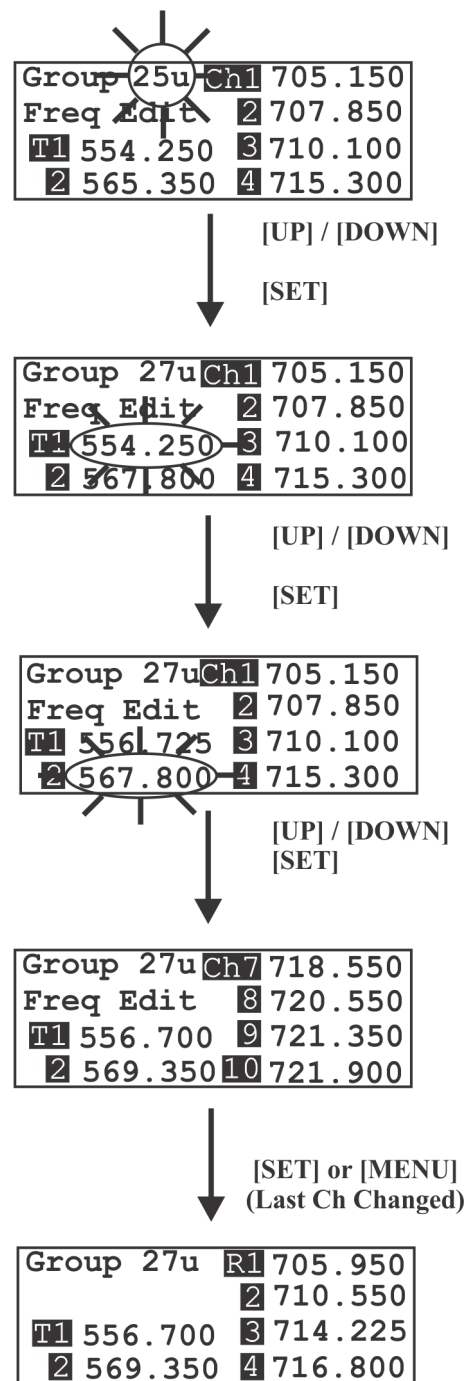 Group 25u Ch1 705.150
Freq Edit 2 707.850
T1 554.250 3 710.100
2 565.350 4 715.300
[UP] / [DOWN]
[SET]
Group 27u Ch1 705.150
Freq Edit 2 707.850
T1 554.250 3 710.100
2 567.800 4 715.300
[UP] / [DOWN]
[SET]
Group 27u Ch1 705.150
Freq Edit 2 707.850
T1 556.725 3 710.100
2 567.800 4 715.300
[UP] / [DOWN]
[SET]
Group 27u Ch7 718.550
Freq Edit 8 720.550
T1 556.700 9 721.350
2 569.350 10 721.900
[SET] or [MENU]
(Last Ch Changed)
Group 27u R1 705.950
2 710.550
T1 556.700 3 714.225
2 569.350 4 716.800